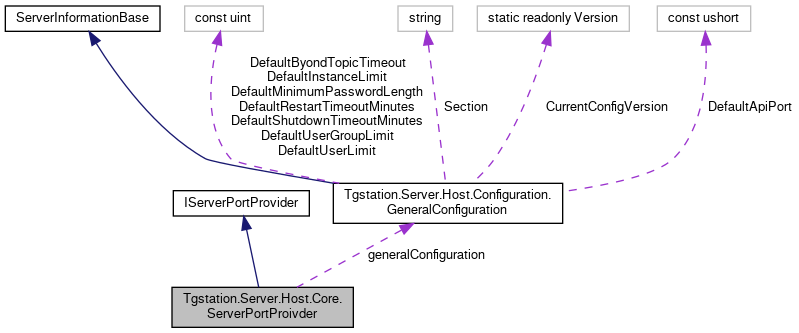 ServerInformationBase
const uint
string
static readonly Version
const ushort
DefaultByondTopicTimeout
DefaultInstanceLimit
DefaultMinimumPasswordLength
DefaultRestartTimeoutMinutes
DefaultShutdownTimeoutMinutes
DefaultUserGroupLimit
DefaultUserLimit
Section
CurrentConfigVersion
DefaultApiPort
IServerPortProvider
Tgstation.Server.Host.Configuration.
GeneralConfiguration
generalConfiguration
Tgstation.Server.Host.Core.
ServerPortProivder